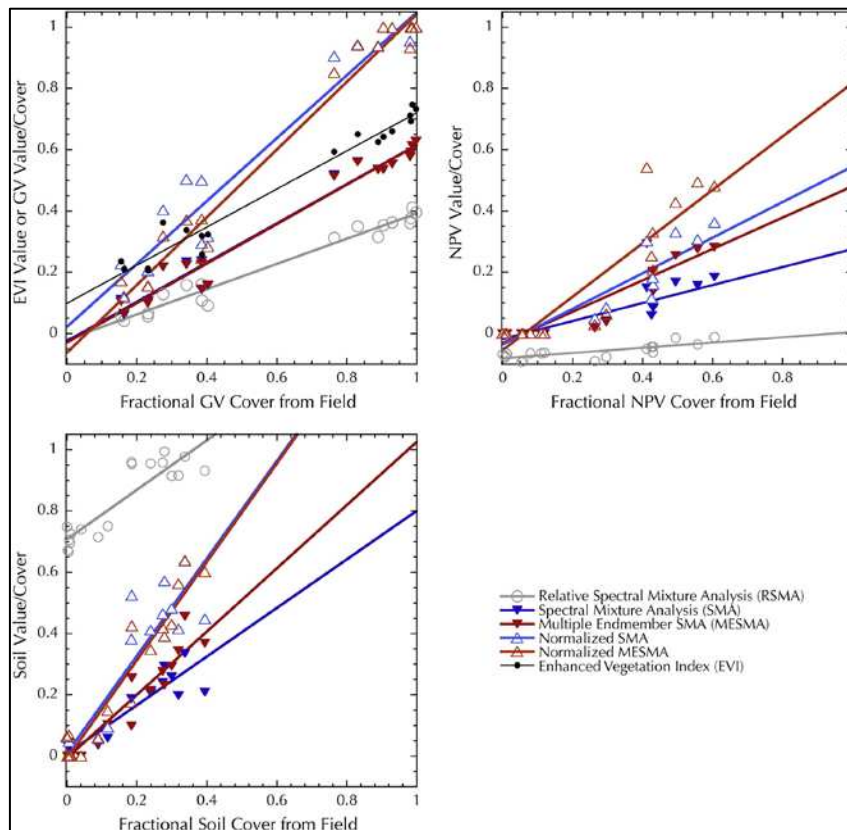 1
0.8
0.6
0.4
0.2
0
EVI Value or GV Value/Cover
0 0.2 0.4 0.6 0.8 1
Fractional GV Cover from Field
1
0.8
0.6
0.4
0.2
0
NPV Value/Cover
0 0.2 0.4 0.6 0.8
Fractional NPV Cover from Field
1
0.8
0.6
0.4
0.2
0
Soil Value/Cover
0 0.2 0.4 0.6 0.8 1
Fractional Soil Cover from Field
Relative Spectral Mixture Analysis (RSMA)
Spectral Mixture Analysis (SMA)
Multiple Endmember SMA (MESMA)
Normalized SMA
Normalized MESMA
Enhanced Vegetation Index (EVI)